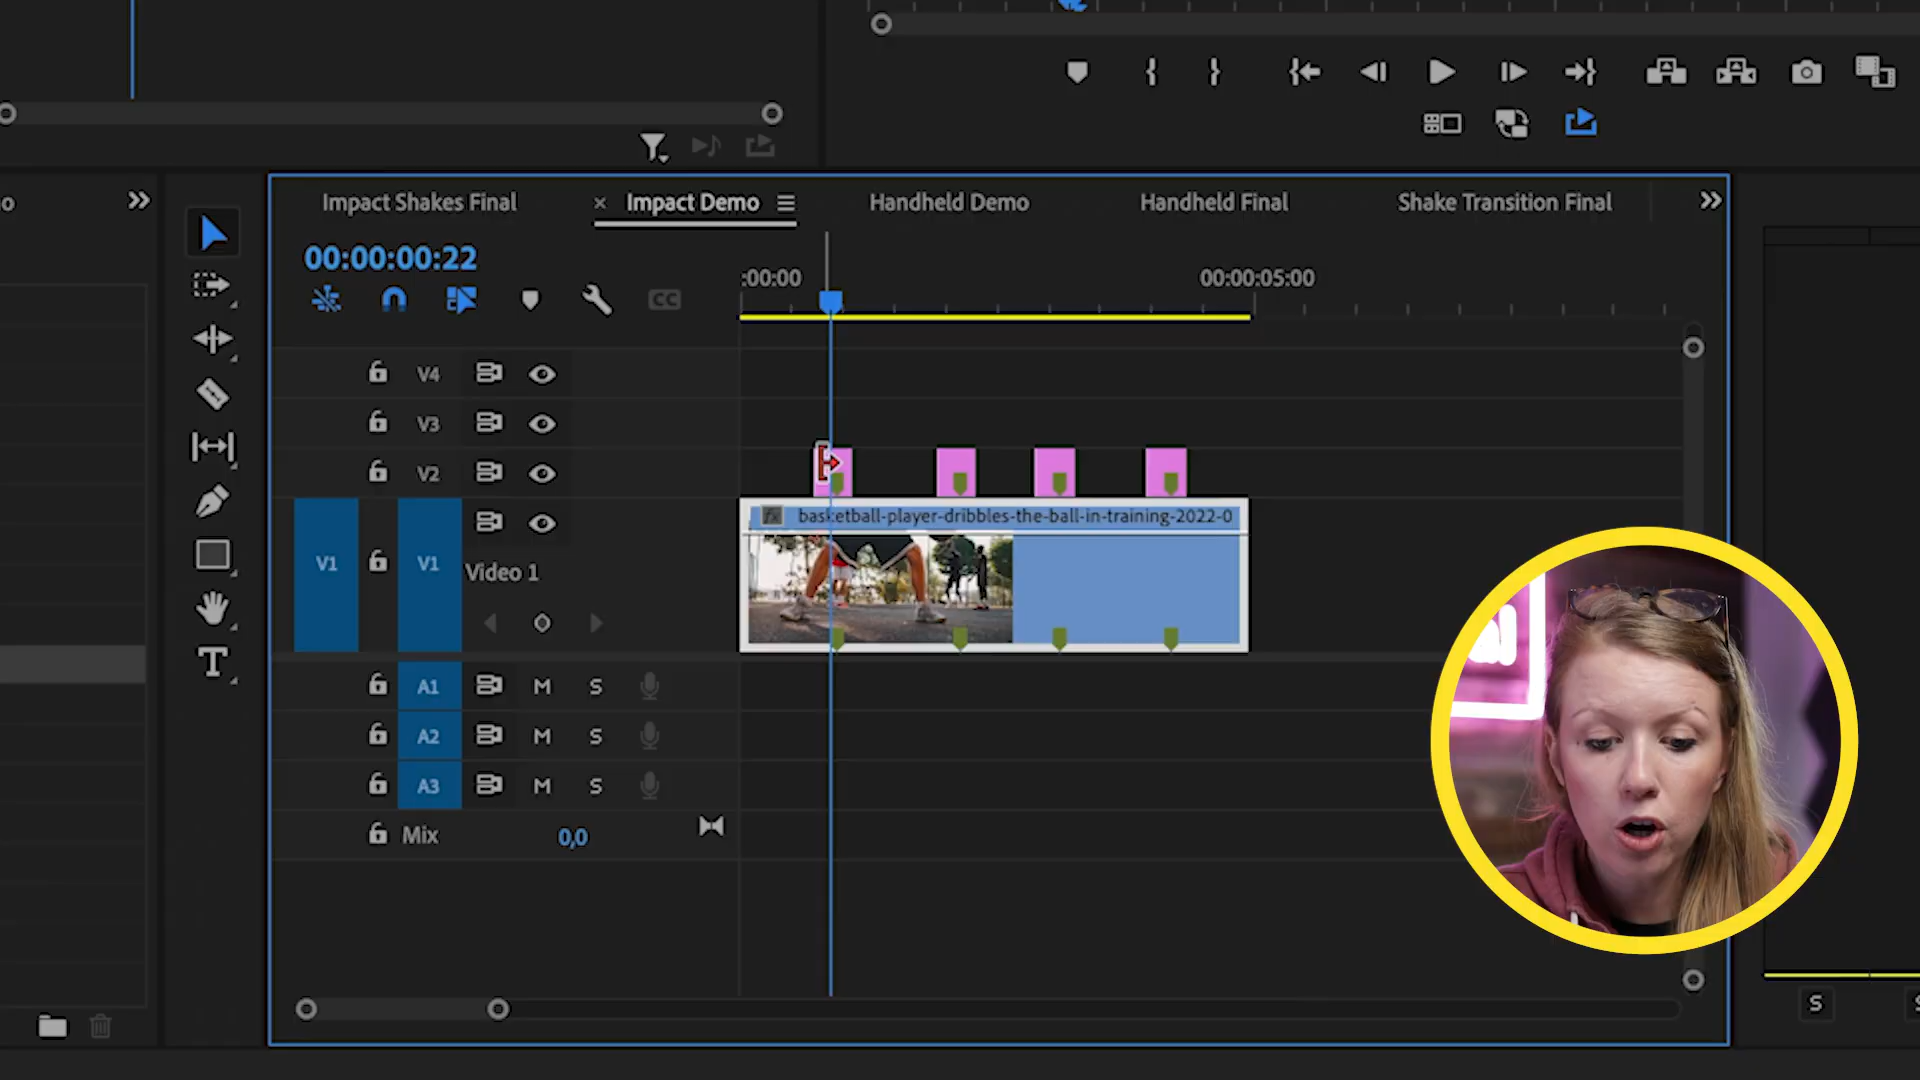 o
Impact Shakes Final
× Impact Demo
Handheld Demo
Handheld Final
Shake Transition Final
00:00:00:22
:00:00
00:00:05:00
CC
V4
V3
V2
fx basketball-player-dribbles-the-ball-in-training-2022-0
V1 V1 Video 1
A1 M S
A2 M S
A3 M S
Mix 0,0
T
S